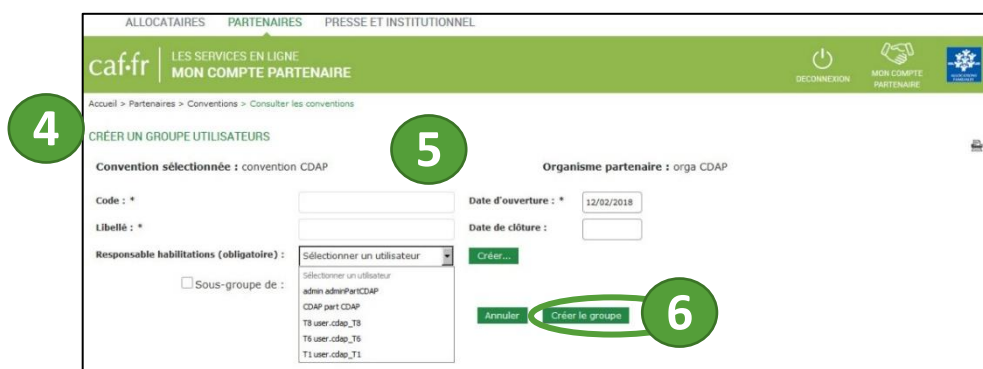 ALLOCATAIRES PARTENAIRES PRESSE ET INSTITUTIONNEL
caf.fr LES SERVICES EN LIGNE
MON COMPTE PARTENAIRE
DECONNEXION
MON COMPTE
PARTENAIRE
Accueil > Partenaires > Conventions > Consulter les conventions
4
CRÉER UN GROUPE UTILISATEURS
5
Convention sélectionnée : convention CDAP Organisme partenaire : orga CDAP
Code : * Date d'ouverture : * 12/02/2018
Libellé : * Date de clôture :
Responsable habilitations (obligatoire) : Sélectionner un utilisateur Créer...
Sélectionner un utilisateur
Sous-groupe de :
admin adminPartCDAP
CDAP part CDAP
T8 user.cdap_T8
T6 user.cdap_T6
T1 user.cdap_T1
Annuler Créer le groupe
6